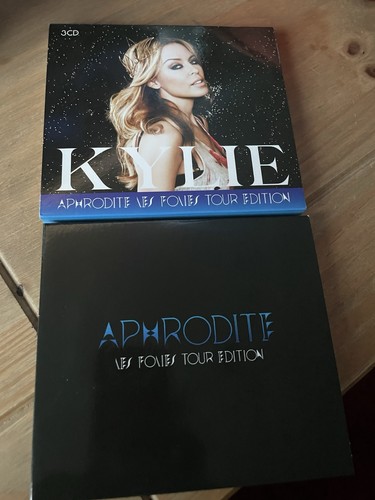 3CD
KYLIE
APHRODITE LES FOLIES TOUR EDITION
APHRODITE
LES FOLIES TOUR EDITION